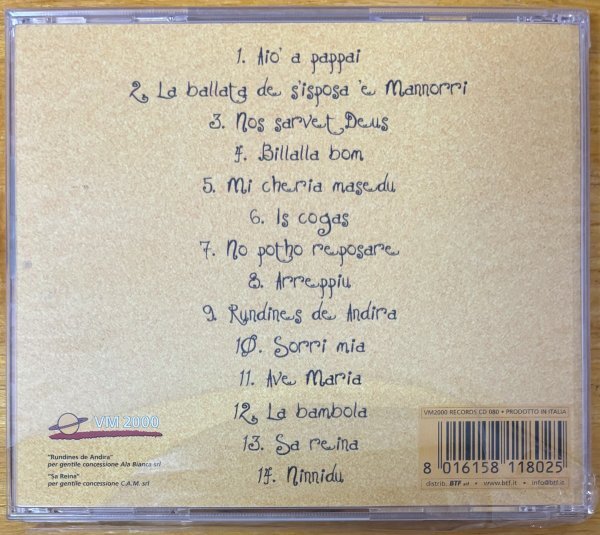 1. Aiò a pappai
2. La ballata de s'isposa 'e Mannorri
3. Nos sarvet Deus
4. Billalla bom
5. Mi cheria masedu
6. Is cogas
7. No potho reposare
8. Arreppiu
9. Rundines de Andira
10. Sorri mia
11. Ave Maria
12. La bambola
13. Sa reina
14. Ninnidu
VM 2000
"Rundines de Andira"
per gentile concessione Ala Bianca srl
"Sa Reina"
per gentile concessione C.A.M. srl
VM2000 RECORDS CD 080 • PRODOTTO IN ITALIA
8 016158 118025
distrib. BTF srl • www.btf.it • info@btf.it